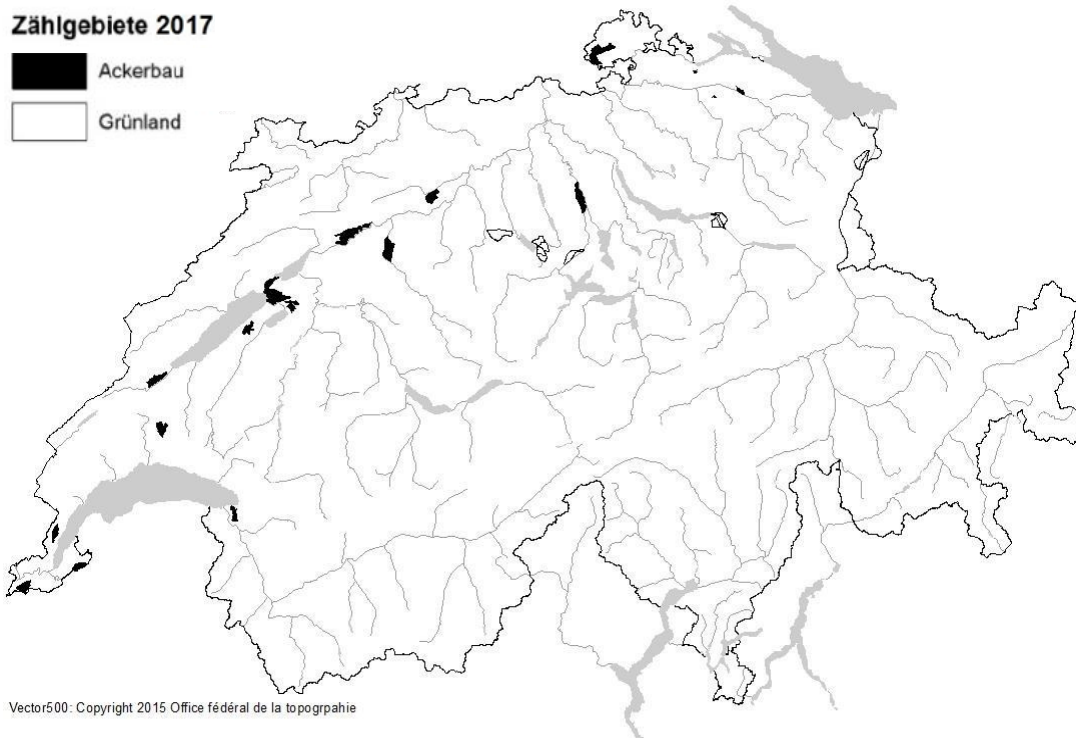 Zählgebiete 2017
Ackerbau
Grünland
Vector500: Copyright 2015 Office fédéral de la topogrpahie